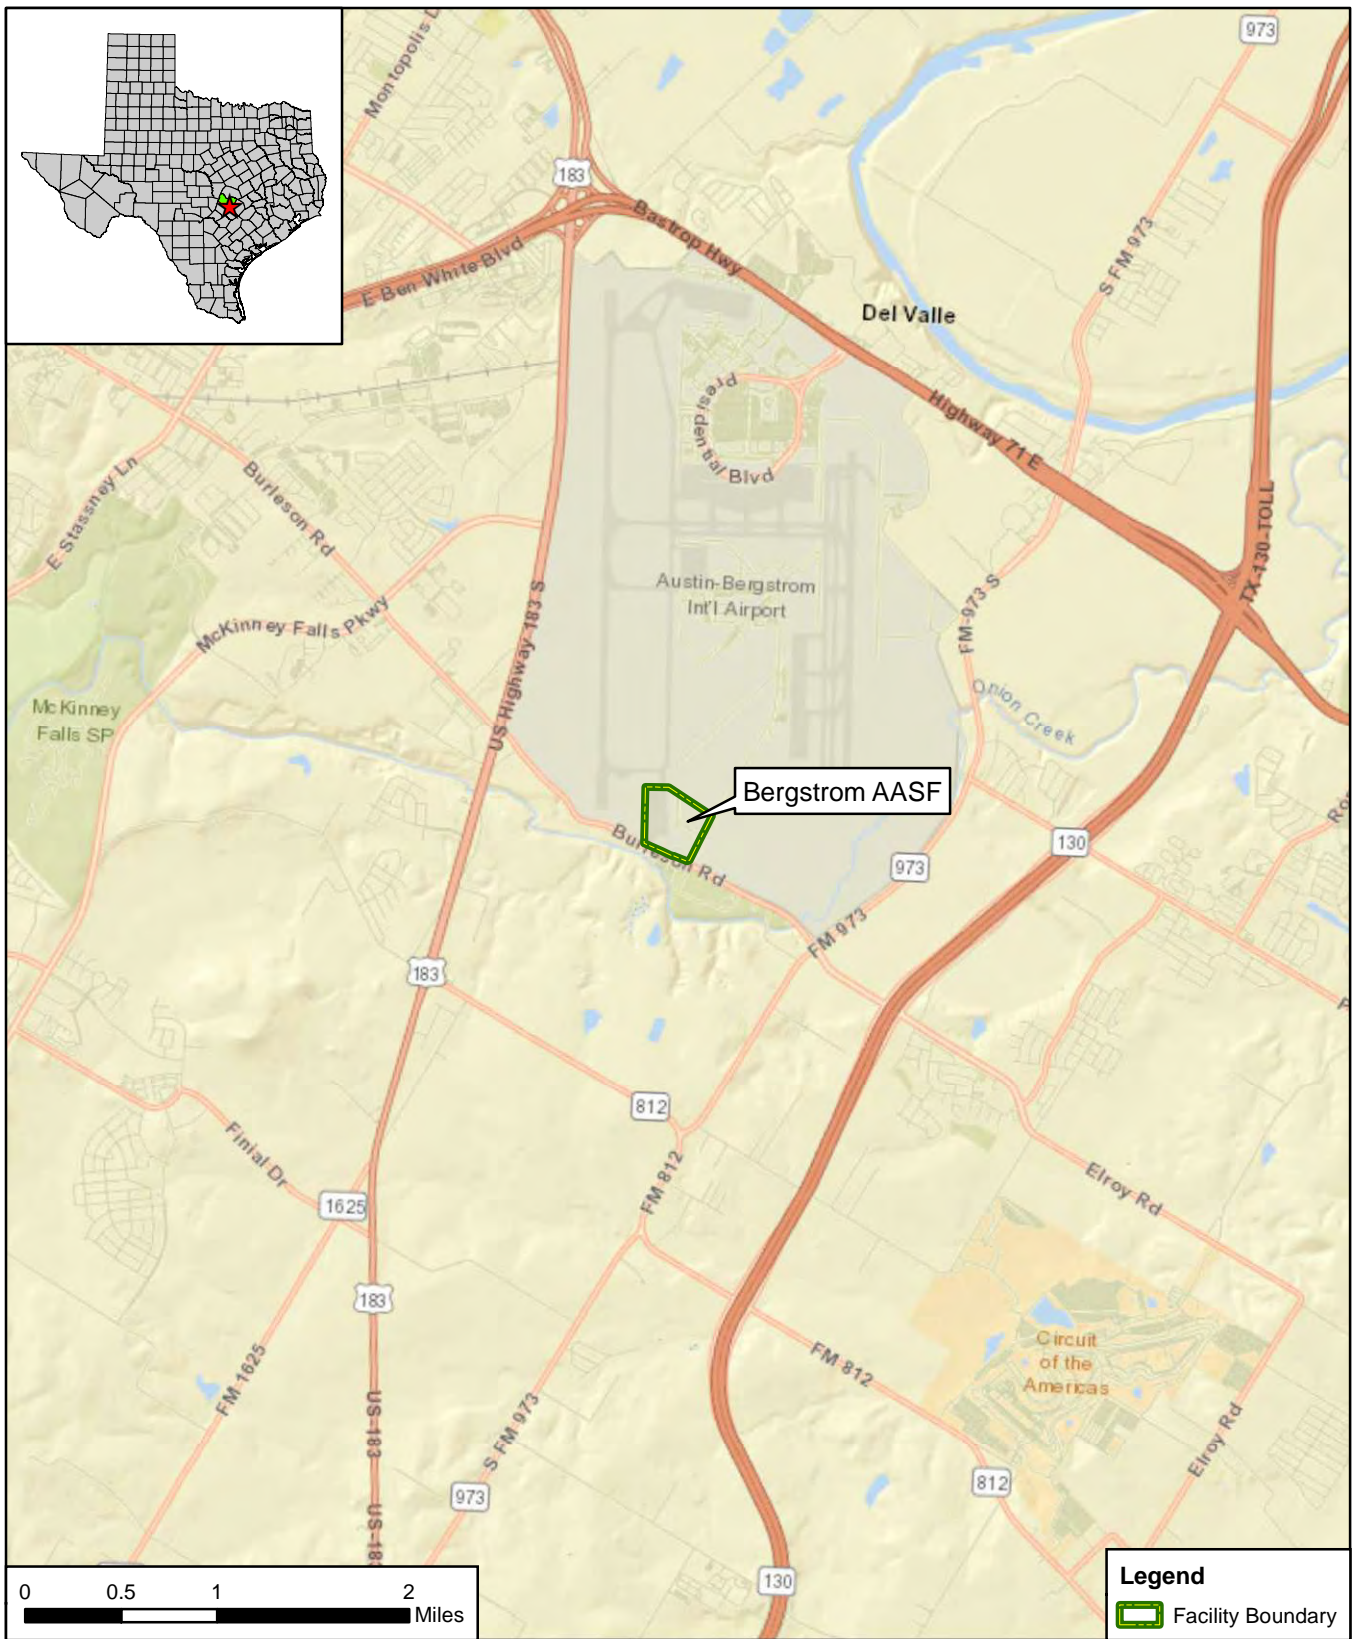 Montopolis D
973
183
Bastrop Hwy
E Ben White Blvd
S FM 973
Del Valle
Presidential Blvd
Highway 71 E
E Stassney Ln
Burleson Rd
TX-130-TOLL
Austin-Bergstrom
Int'l Airport
McKinney Falls Pkwy
US Highway 183 S
FM-973 S
Onion Creek
McKinney
Falls SP
Bergstrom AASF
Burleson Rd
130
973
FM 973
183
812
FM 812
Finial Dr
1625
Elroy Rd
183
Circuit
of the
Americas
FM 812
FM 1625
US-183
S FM 973
Elroy Rd
812
973
US-183
130
0 0.5 1 2
Miles
Legend
Facility Boundary